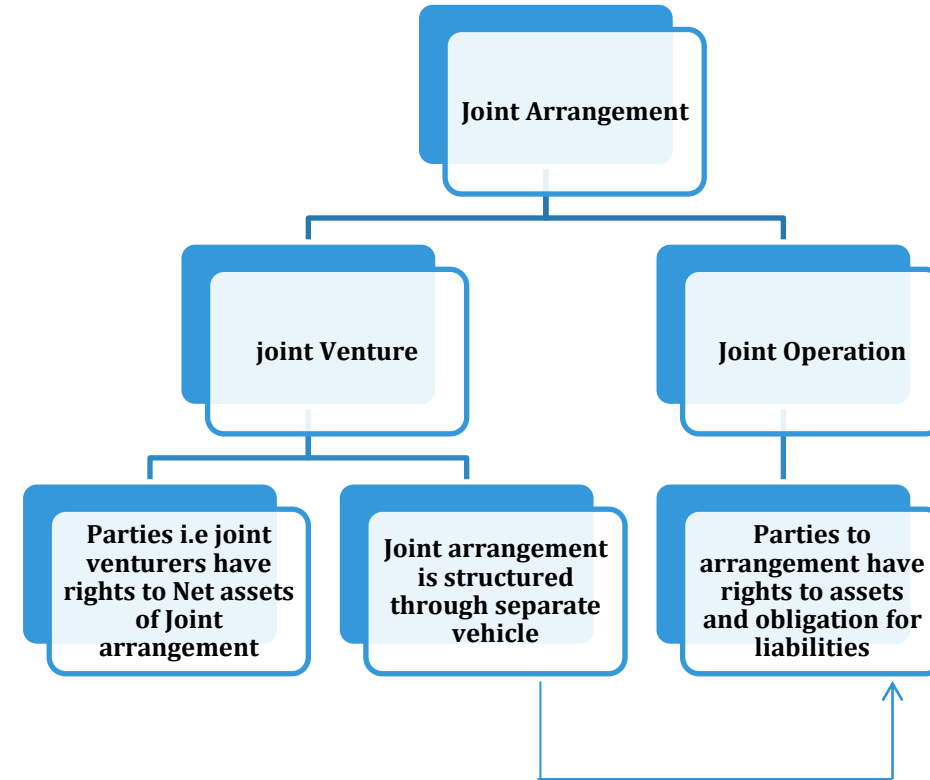 Joint Arrangement
joint Venture
Joint Operation
Parties i.e joint
venturers have
rights to Net assets
of Joint
arrangement
Joint arrangement
is structured
through separate
vehicle
Parties to
arrangement have
rights to assets
and obligation for
liabilities